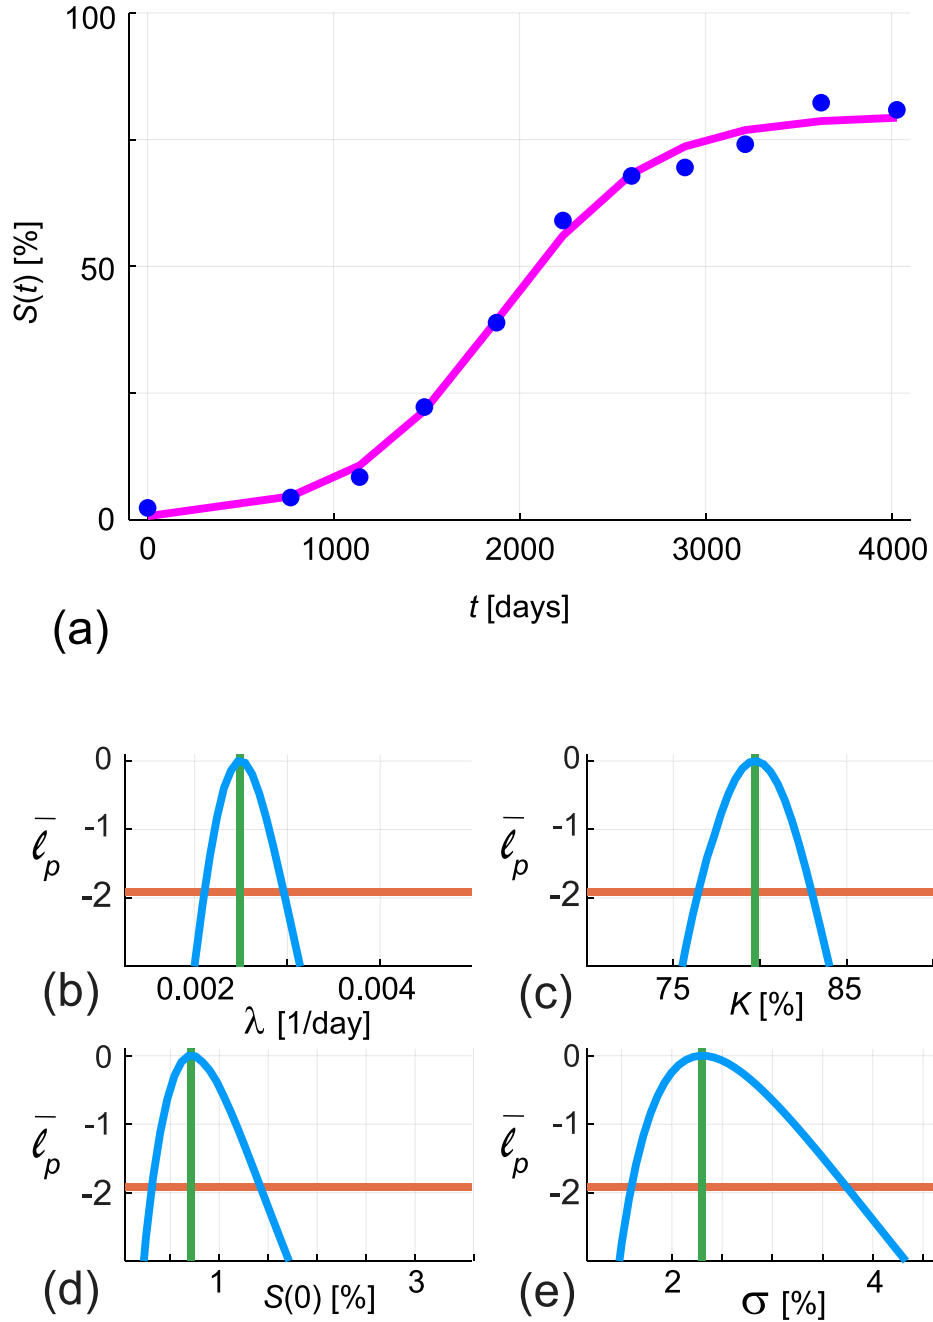 100
S(t) [%]
50
0
0 1000 2000 3000 4000
t [days]
(a)
0
-1
-2
ℓ̅p
0.002 0.004
λ [1/day]
(b)
0
-1
-2
ℓ̅p
75 85
K [%]
(c)
0
-1
-2
ℓ̅p
1 3
S(0) [%]
(d)
0
-1
-2
ℓ̅p
2 4
σ [%]
(e)